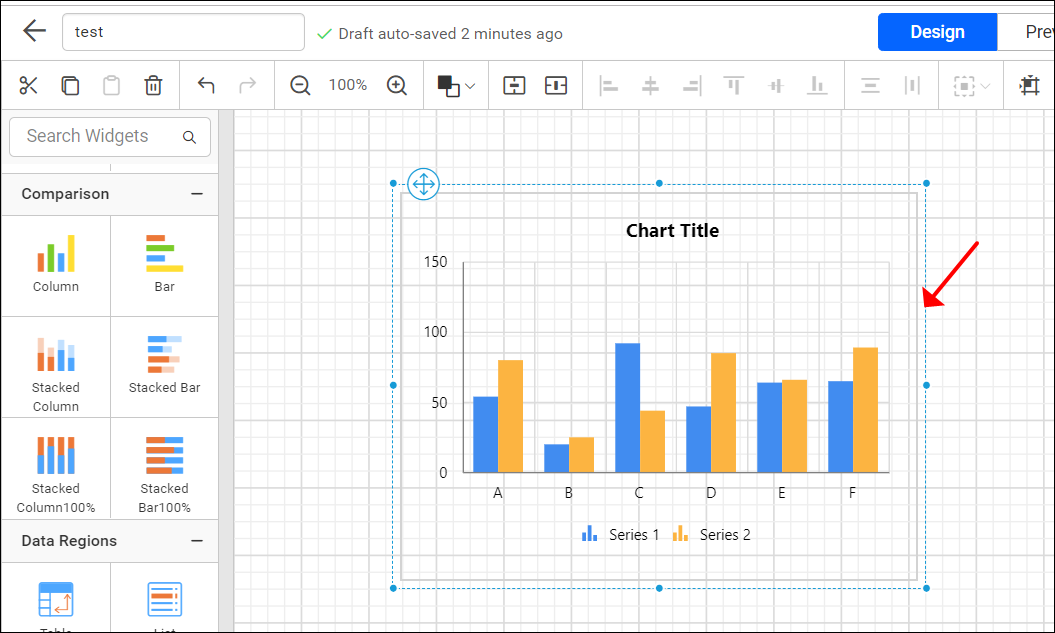 test
Draft auto-saved 2 minutes ago
Design
Prev
100%
Search Widgets
Comparison
Column
Bar
Stacked
Column
Stacked Bar
Stacked
Column100%
Stacked
Bar100%
Data Regions
Table
List
Chart Title
150
100
50
0
A B C D E F
Series 1 Series 2